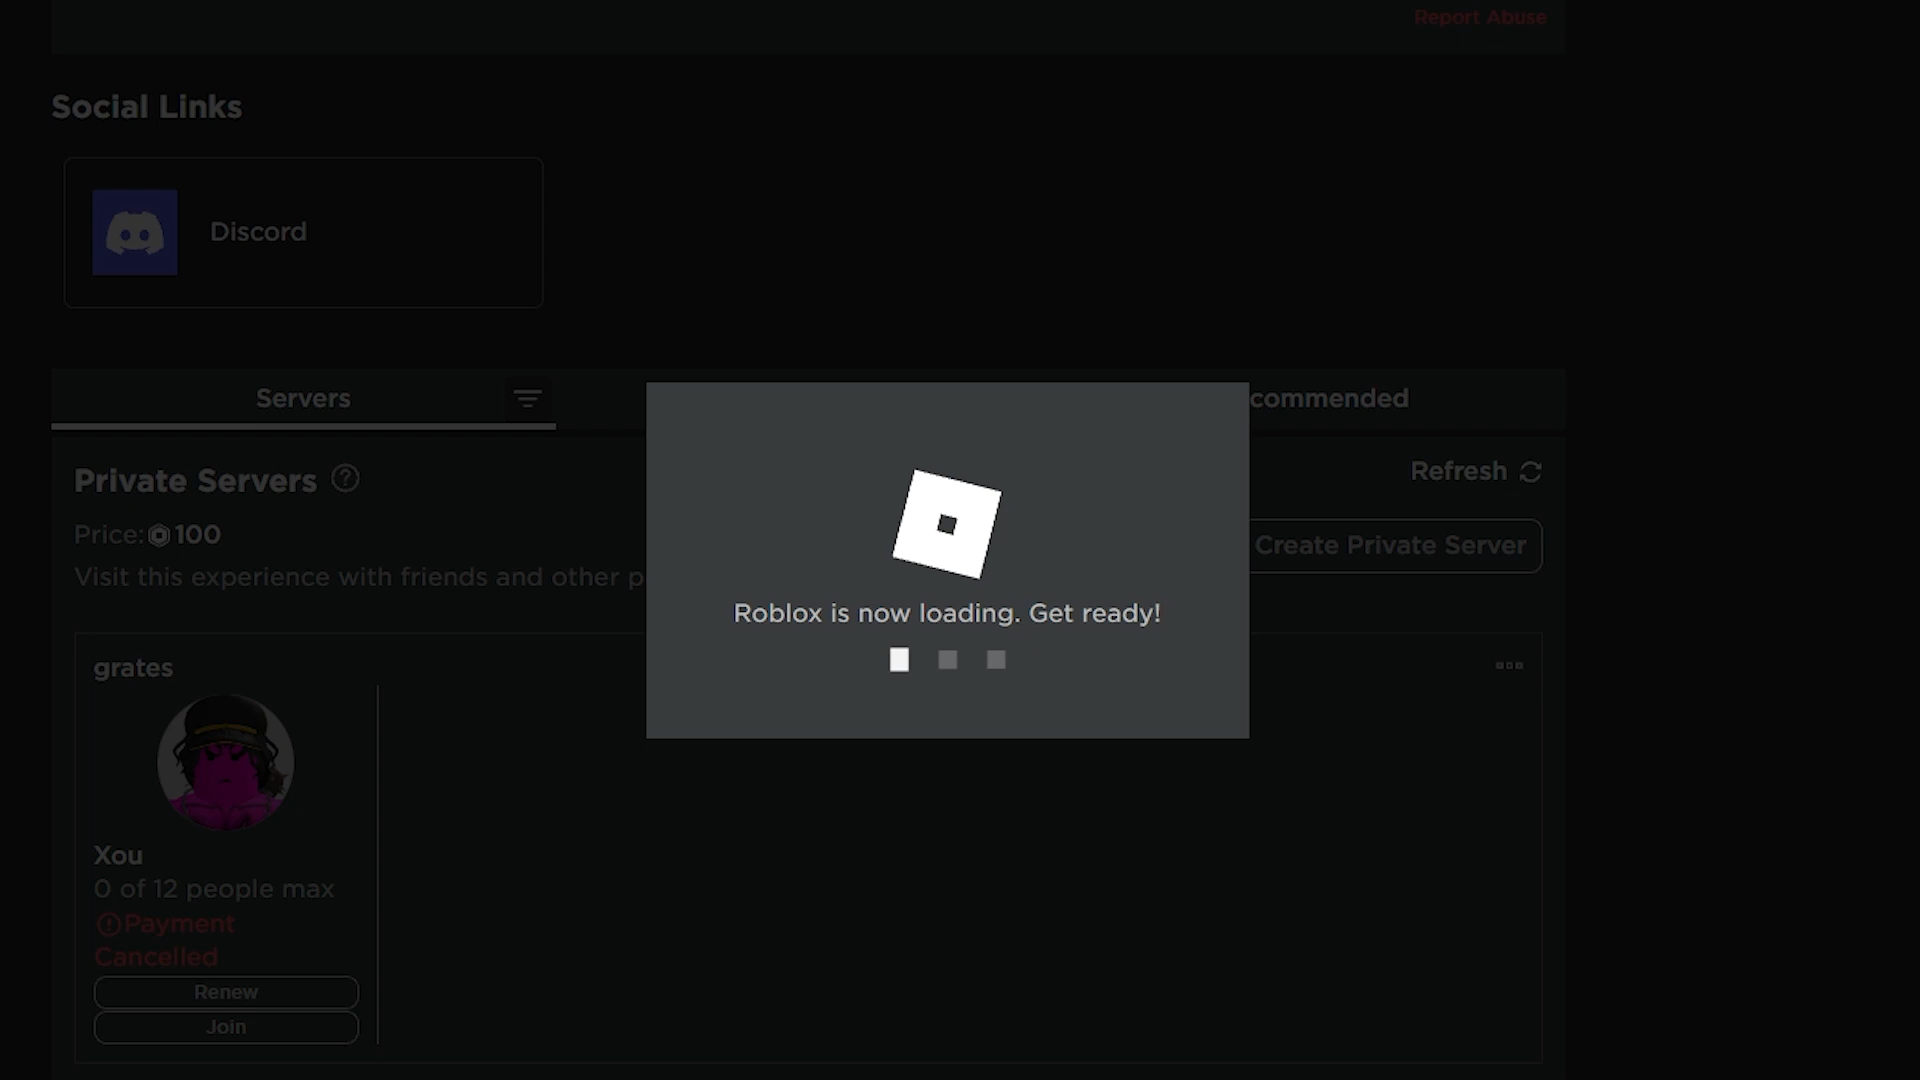 Report Abuse
Social Links
Discord
Servers
commended
Private Servers
Refresh
Price: 100
Create Private Server
Visit this experience with friends and other p
Roblox is now loading. Get ready!
grates
Xou
0 of 12 people max
Payment
Cancelled
Renew
Join